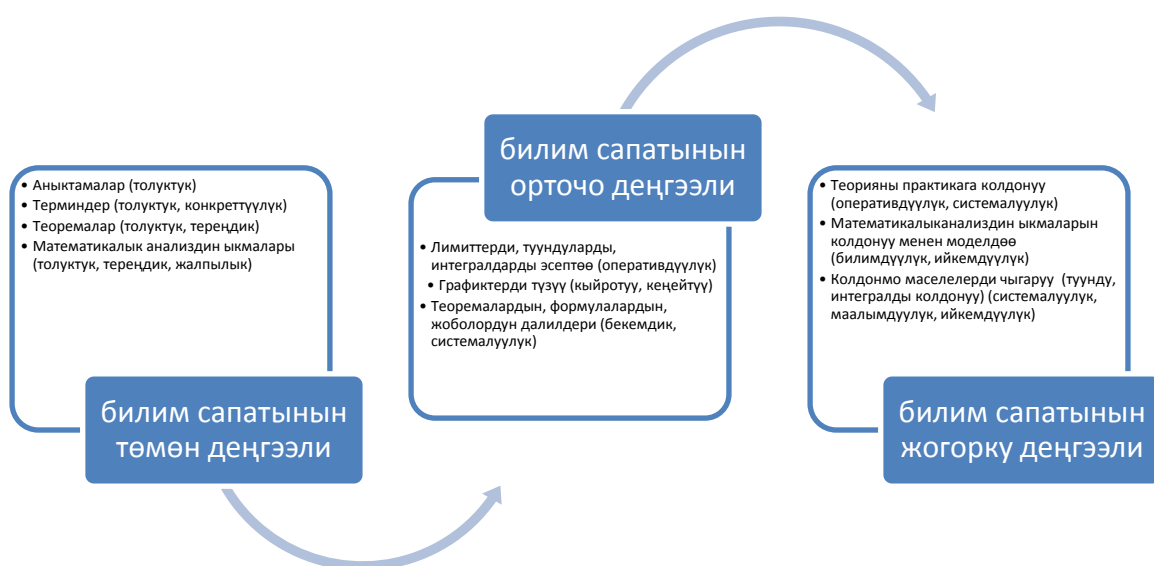 • Аныктамалар (толуктук)
• Терминдер (толуктук, конкреттүүлүк)
• Теоремалар (толуктук, тереңдик)
• Математикалык анализдин ыкмалары
(толуктук, тереңдик, жалпылык)
билим сапатынын
төмөн деңгээли
билим сапатынын
орточо деңгээли
• Лимиттерди, туундуларды,
интегралдарды эсептөө (оперативдүүлүк)
• Графиктерди түзүү (кыйротуу, кеңейтүү)
• Теоремалардын, формулалардын,
жоболордун далилдери (бекемдик,
системалуулук)
• Теорияны практикага колдонуу
(оперативдүүлүк, системалуулук)
• Математикалыканализдин ыкмаларын
колдонуу менен моделдөө
(билимдүүлүк, ийкемдүүлүк)
• Колдонмо маселелерди чыгаруу (туунду,
интегралды колдонуу) (системалуулук,
маалымдуулук, ийкемдүүлүк)
билим сапатынын
жогорку деңгээли